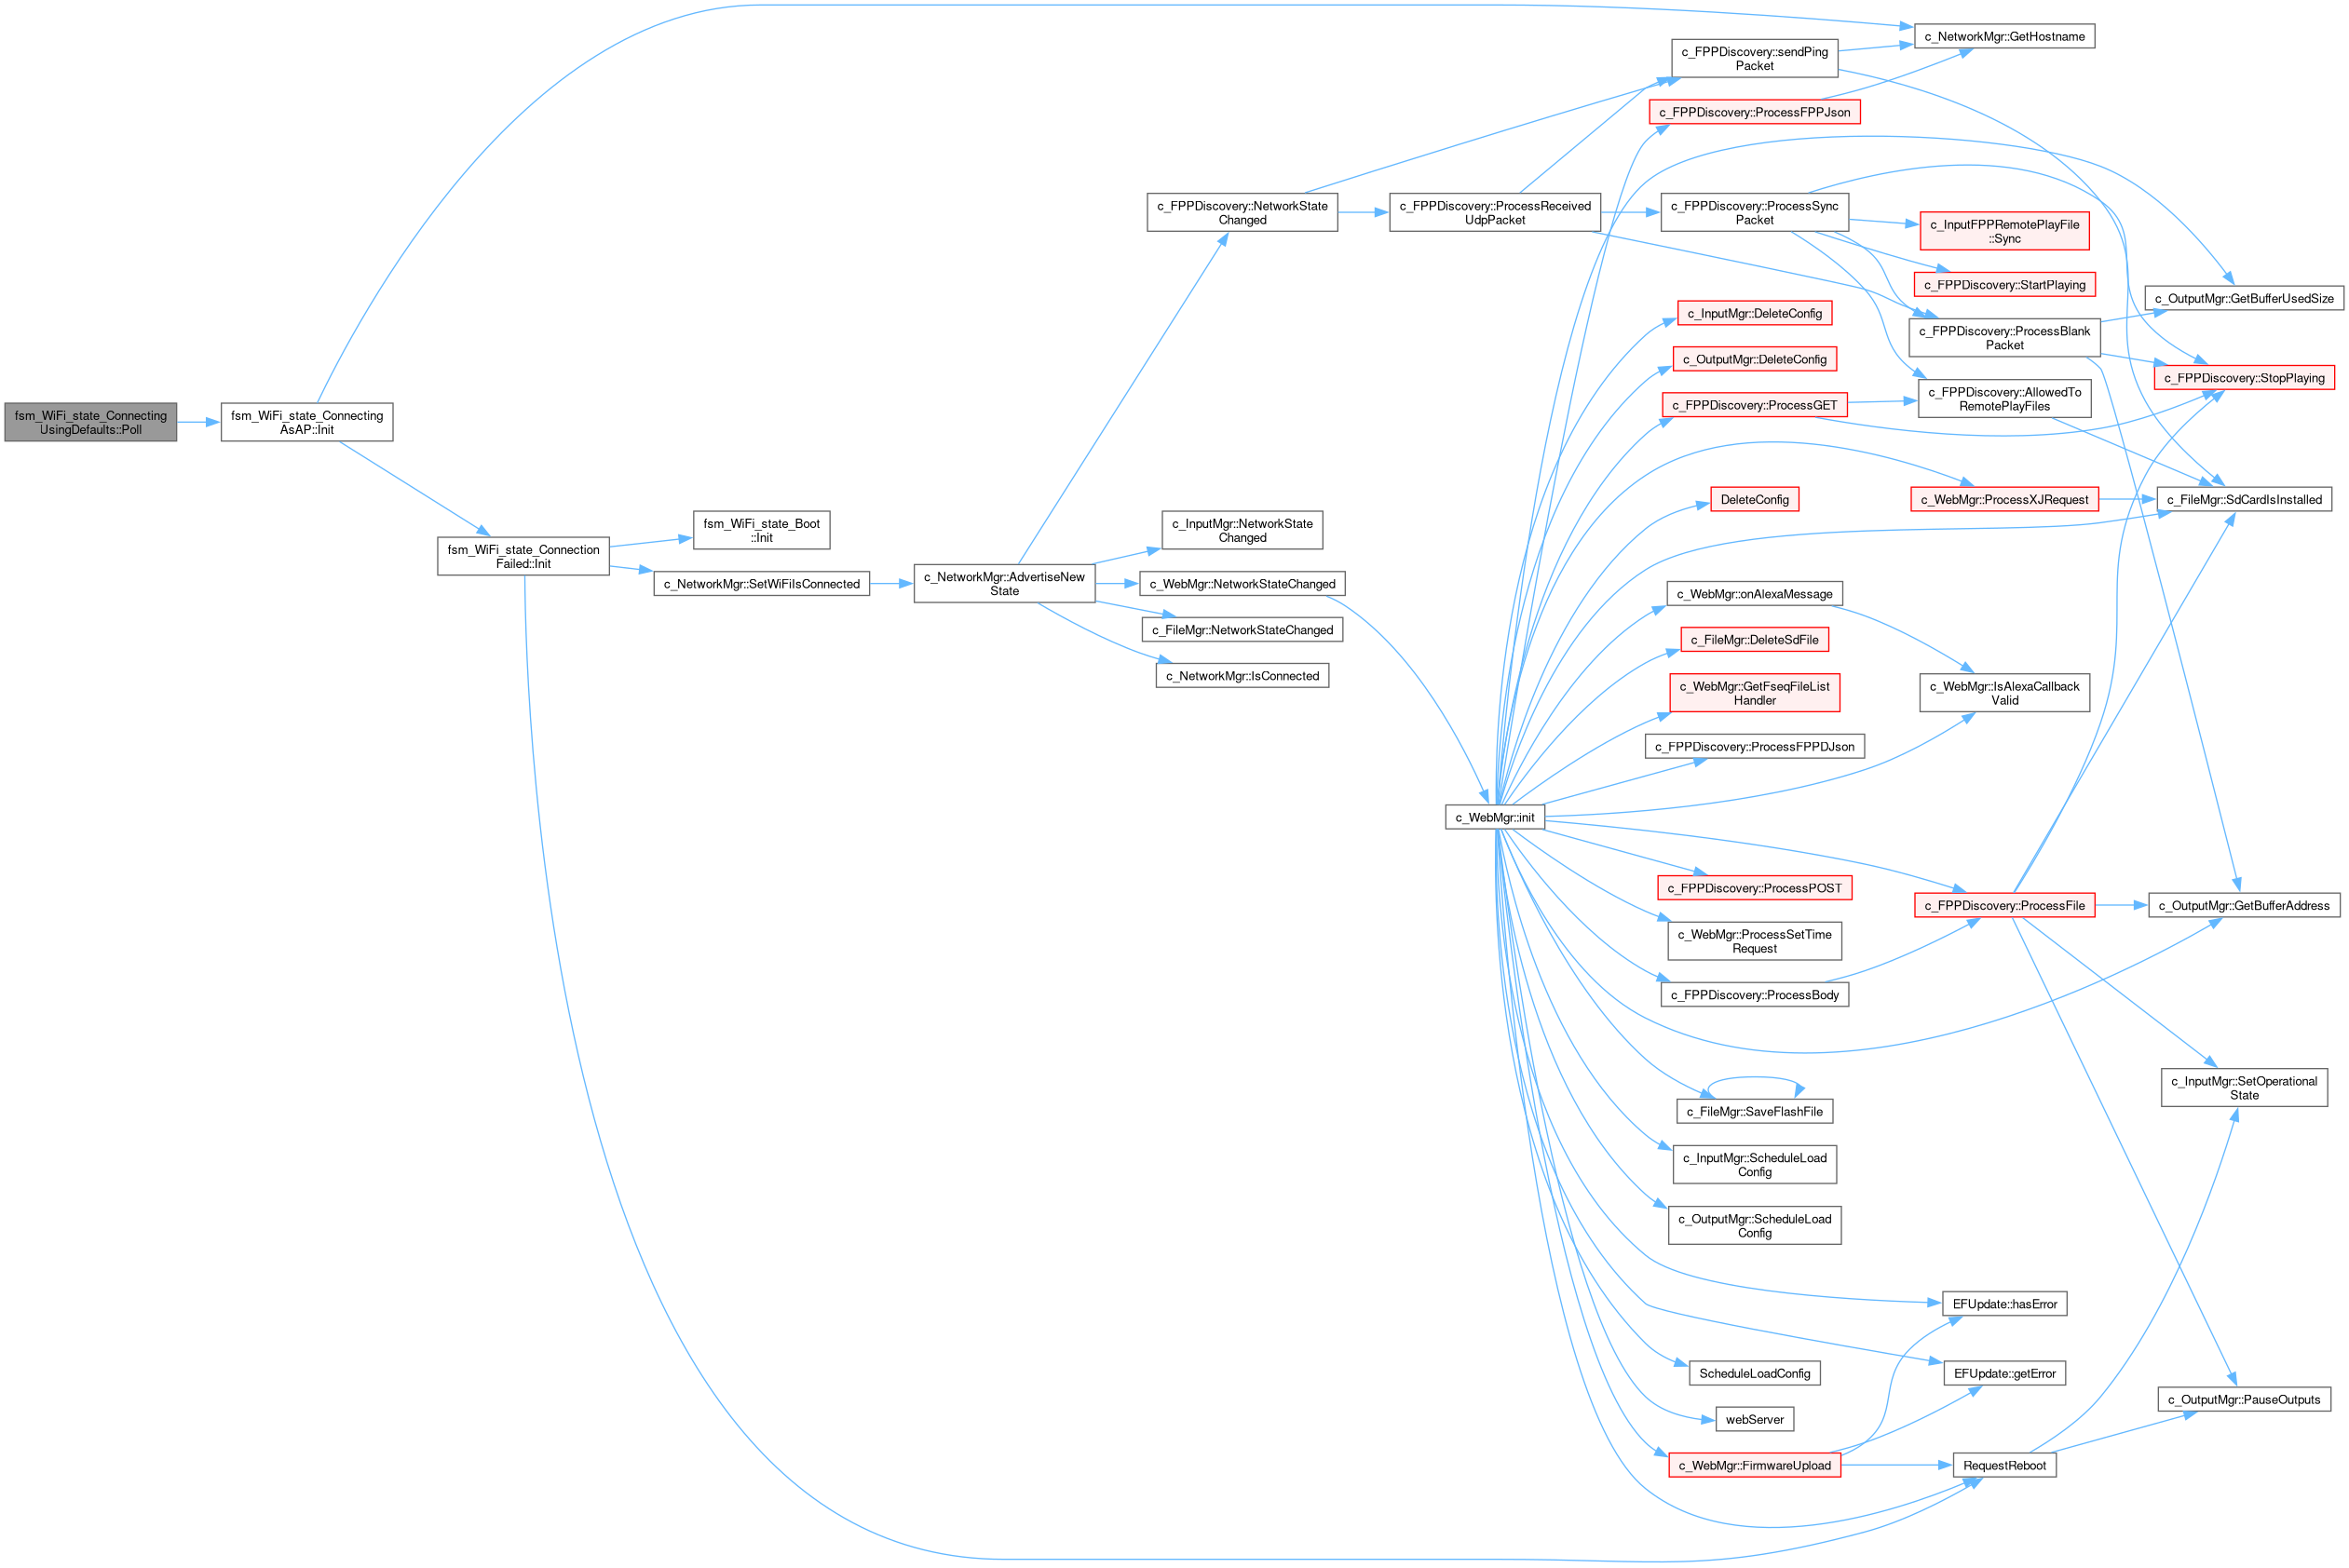 fsm_WiFi_state_Connecting
UsingDefaults::Poll
fsm_WiFi_state_Connecting
AsAP::Init
fsm_WiFi_state_Connection
Failed::Init
fsm_WiFi_state_Boot
::Init
c_NetworkMgr::SetWiFiIsConnected
c_NetworkMgr::AdvertiseNew
State
c_FPPDiscovery::NetworkState
Changed
c_InputMgr::NetworkState
Changed
c_WebMgr::NetworkStateChanged
c_FileMgr::NetworkStateChanged
c_NetworkMgr::IsConnected
c_FPPDiscovery::ProcessReceived
UdpPacket
c_WebMgr::init
c_FPPDiscovery::sendPing
Packet
c_FPPDiscovery::ProcessFPPJson
c_FPPDiscovery::ProcessSync
Packet
c_InputMgr::DeleteConfig
c_OutputMgr::DeleteConfig
c_FPPDiscovery::ProcessGET
DeleteConfig
c_WebMgr::onAlexaMessage
c_FileMgr::DeleteSdFile
c_WebMgr::GetFseqFileList
Handler
c_FPPDiscovery::ProcessFPPDJson
c_FPPDiscovery::ProcessPOST
c_WebMgr::ProcessSetTime
Request
c_FPPDiscovery::ProcessBody
c_FileMgr::SaveFlashFile
c_InputMgr::ScheduleLoad
Config
c_OutputMgr::ScheduleLoad
Config
ScheduleLoadConfig
webServer
c_WebMgr::FirmwareUpload
c_NetworkMgr::GetHostname
c_InputFPPRemotePlayFile
::Sync
c_FPPDiscovery::StartPlaying
c_FPPDiscovery::ProcessBlank
Packet
c_FPPDiscovery::AllowedTo
RemotePlayFiles
c_WebMgr::ProcessXJRequest
c_WebMgr::IsAlexaCallback
Valid
c_FPPDiscovery::ProcessFile
EFUpdate::hasError
EFUpdate::getError
RequestReboot
c_OutputMgr::GetBufferUsedSize
c_FPPDiscovery::StopPlaying
c_FileMgr::SdCardIsInstalled
c_OutputMgr::GetBufferAddress
c_InputMgr::SetOperational
State
c_OutputMgr::PauseOutputs